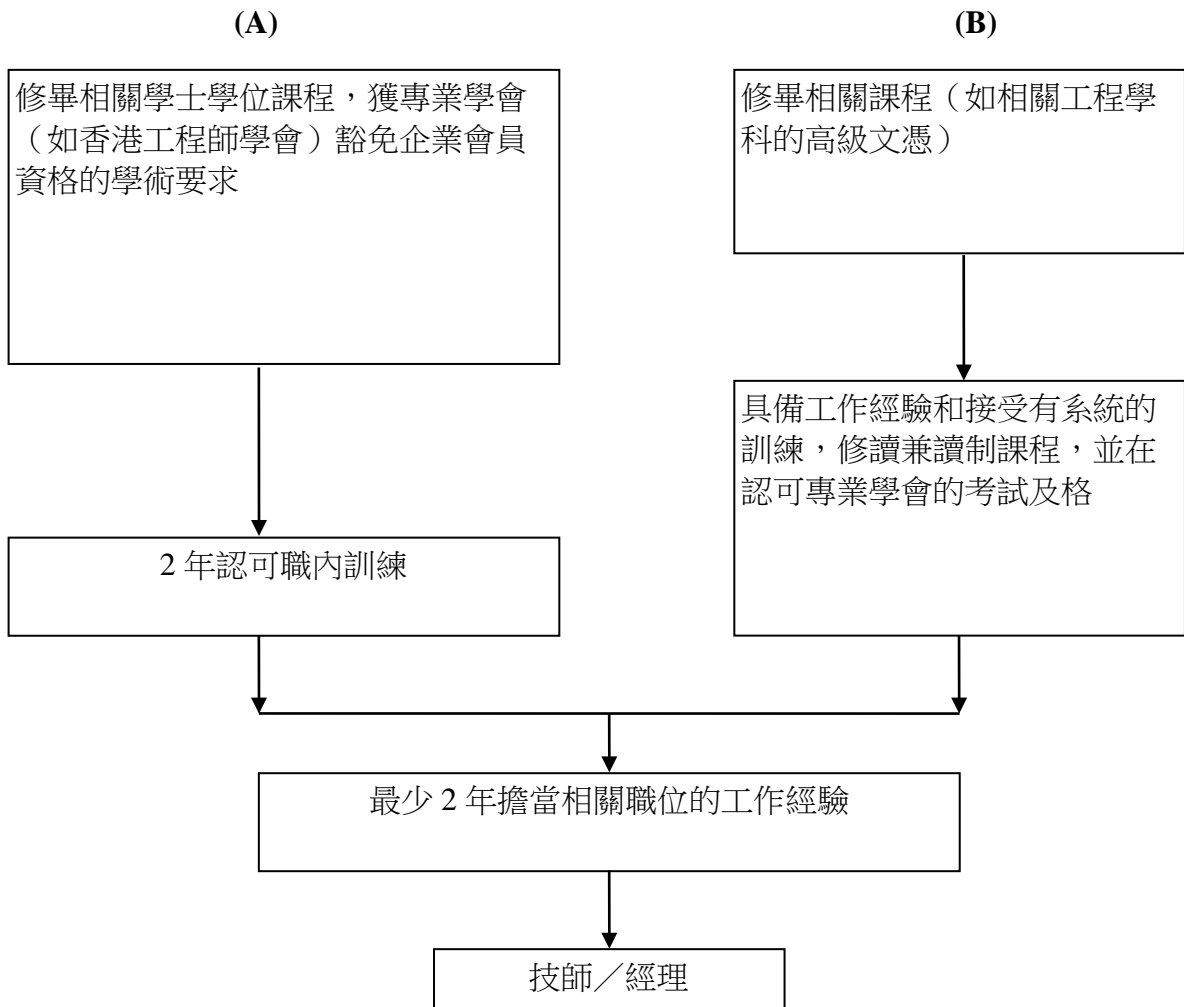 (A)
修畢相關學士學位課程,獲專業學會
(如香港工程師學會)豁免企業會員
資格的學術要求
2 年認可職內訓練
(B)
修畢相關課程(如相關工程學
科的高級文憑)
具備工作經驗和接受有系統的
訓練,修讀兼讀制課程,並在
認可專業學會的考試及格
最少 2 年擔當相關職位的工作經驗
技師/經理